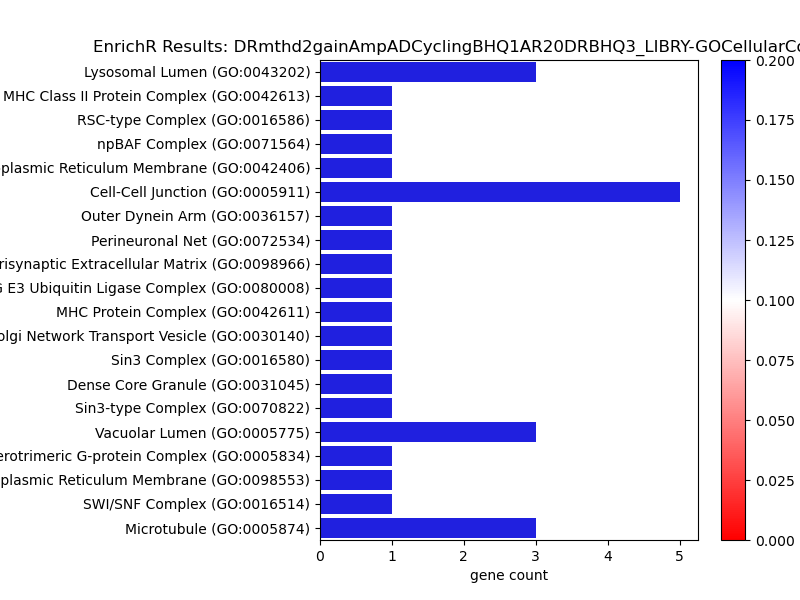 EnrichR Results: DRmthd2gainAmpADCyclingBHQ1AR20DRBHQ3_LIBRY-GOCellularCo
Lysosomal Lumen (GO:0043202)
MHC Class II Protein Complex (GO:0042613)
RSC-type Complex (GO:0016586)
npBAF Complex (GO:0071564)
plasmic Reticulum Membrane (GO:0042406)
Cell-Cell Junction (GO:0005911)
Outer Dynein Arm (GO:0036157)
Perineuronal Net (GO:0072534)
risynaptic Extracellular Matrix (GO:0098966)
E3 Ubiquitin Ligase Complex (GO:0080008)
MHC Protein Complex (GO:0042611)
olgi Network Transport Vesicle (GO:0030140)
Sin3 Complex (GO:0016580)
Dense Core Granule (GO:0031045)
Sin3-type Complex (GO:0070822)
Vacuolar Lumen (GO:0005775)
erotrimeric G-protein Complex (GO:0005834)
plasmic Reticulum Membrane (GO:0098553)
SWI/SNF Complex (GO:0016514)
Microtubule (GO:0005874)
0 1 2 3 4 5
gene count
0.200
0.175
0.150
0.125
0.100
0.075
0.050
0.025
0.000